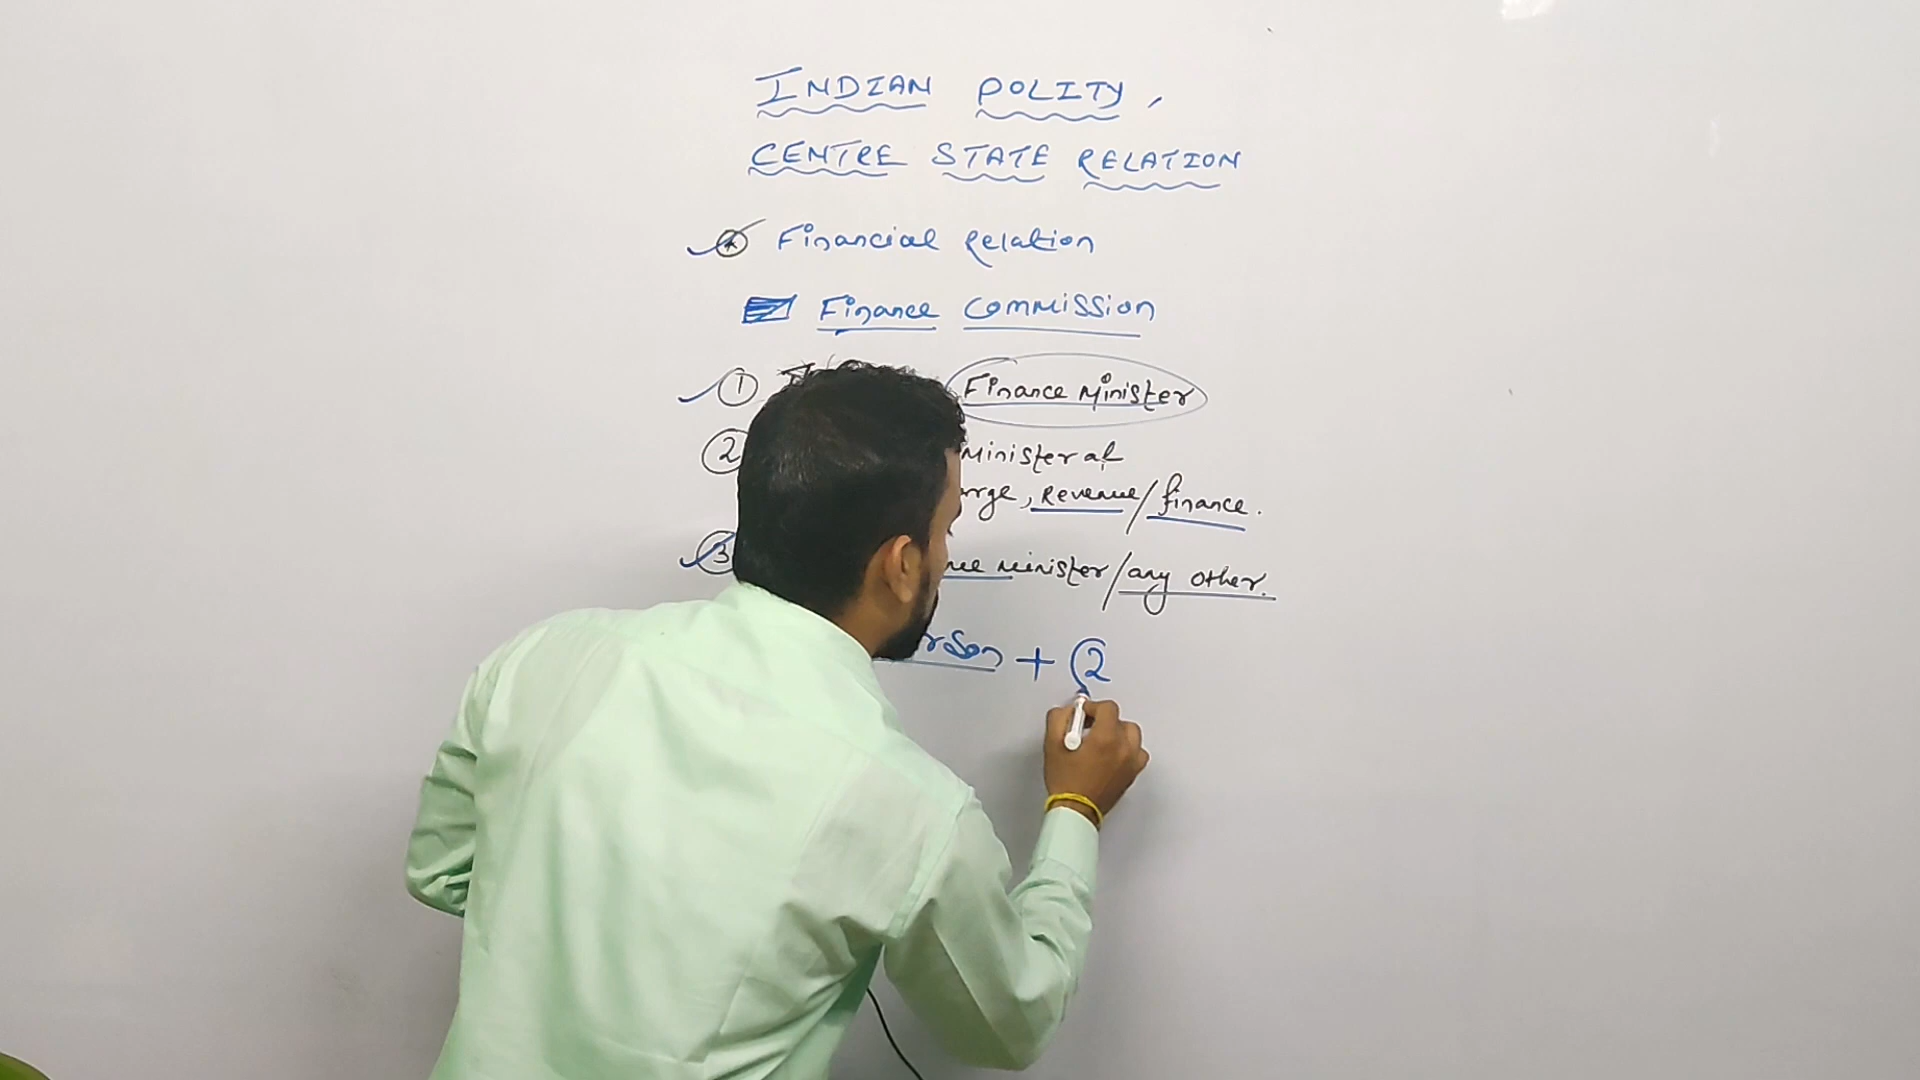 INDIAN POLITY,
CENTRE STATE RELATION
Financial Relation
Finance Commission
① Finance Minister
② Minister of
, Revenue/finance.
③ minister/any other.
+ 2